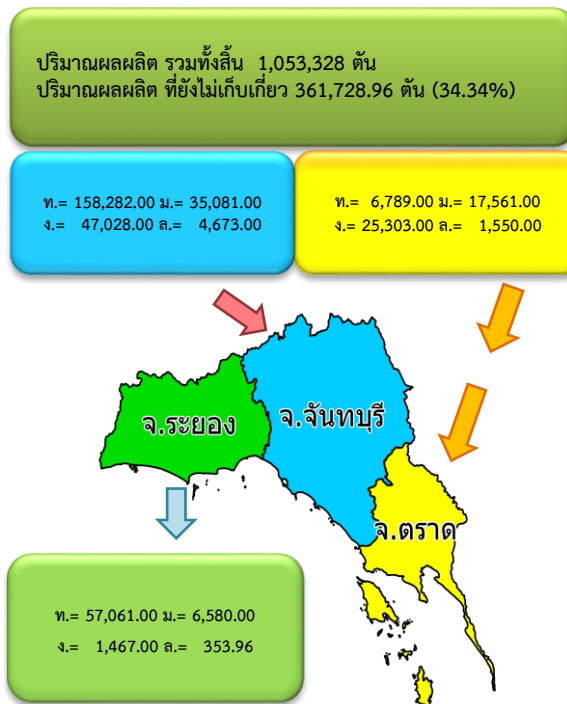 ปริมาณผลผลิต รวมทั้งสิ้น 1,053,328 ตัน
ปริมาณผลผลิต ที่ยังไม่เก็บเกี่ยว 361,728.96 ตัน (34.34%)
ท.= 158,282.00 ม.= 35,081.00
ง.= 47,028.00 ล.= 4,673.00
ท.= 6,789.00 ม.= 17,561.00
ง.= 25,303.00 ล.= 1,550.00
จ.ระยอง
จ.จันทบุรี
จ.ตราด
ท.= 57,061.00 ม.= 6,580.00
ง.= 1,467.00 ล.= 353.96